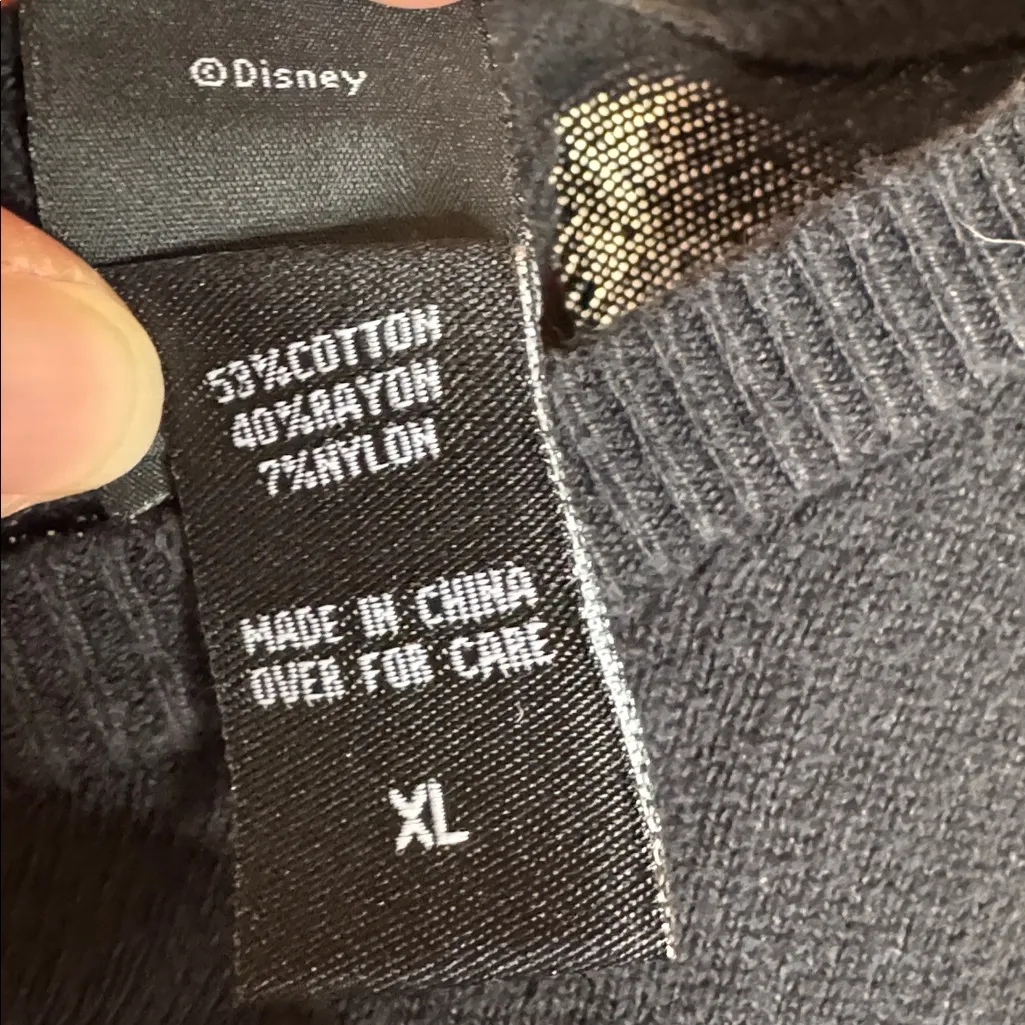 ©Disney
53%COTTON
40%RAYON
7%NYLON
MADE IN CHINA
OVER FOR CARE
XL